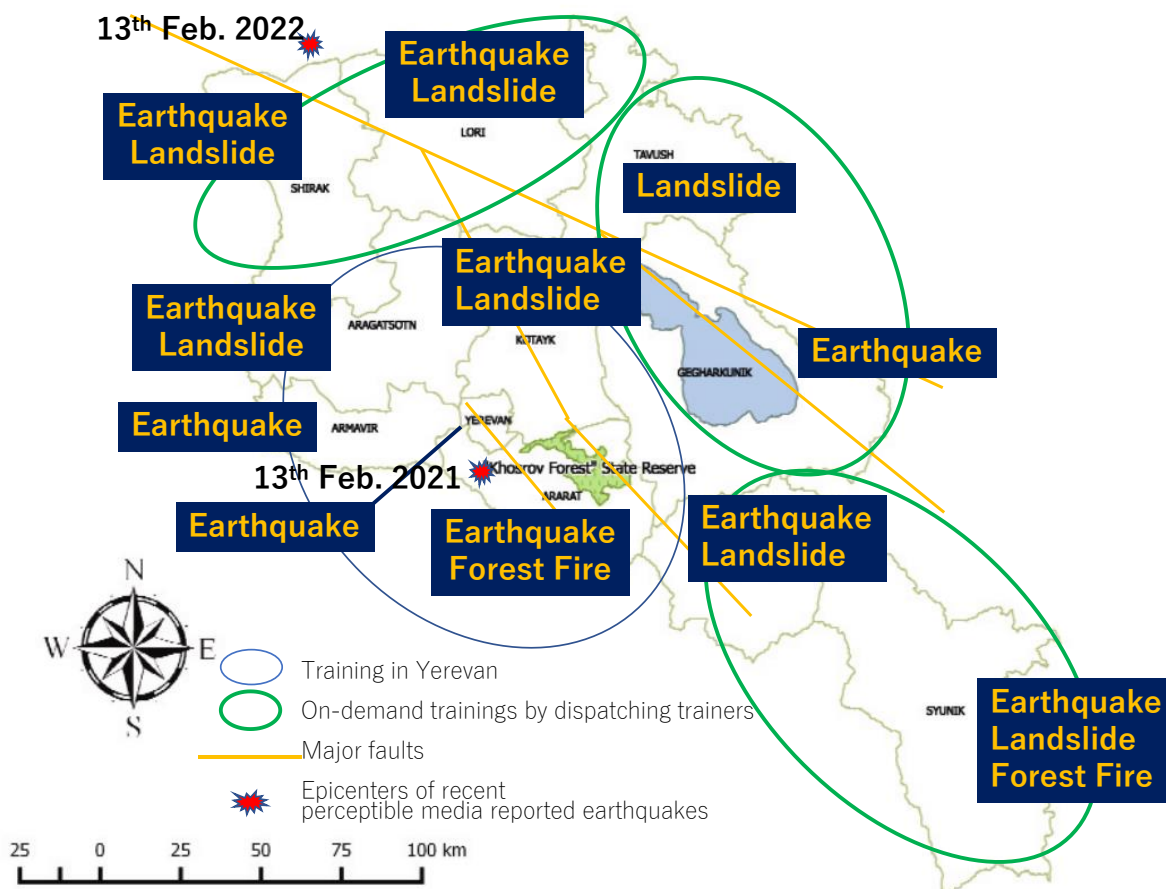 13th Feb. 2022
Earthquake
Landslide
Earthquake
Landslide
LORI
TAVUSH
Landslide
SHIRAK
Earthquake
Landslide
Earthquake
Landslide
ARAGATSOTN
KOTAYK
Earthquake
GEGHARKUNIK
Earthquake
ARMAVIR
YEREVAN
13th Feb. 2021
"Khosrov Forest" State Reserve
ARARAT
Earthquake
Earthquake
Forest Fire
Earthquake
Landslide
N
W
E
S
Training in Yerevan
On-demand trainings by dispatching trainers
Major faults
Epicenters of recent
perceptible media reported earthquakes
SYUNIK
Earthquake
Landslide
Forest Fire
25 0 25 50 75 100 km